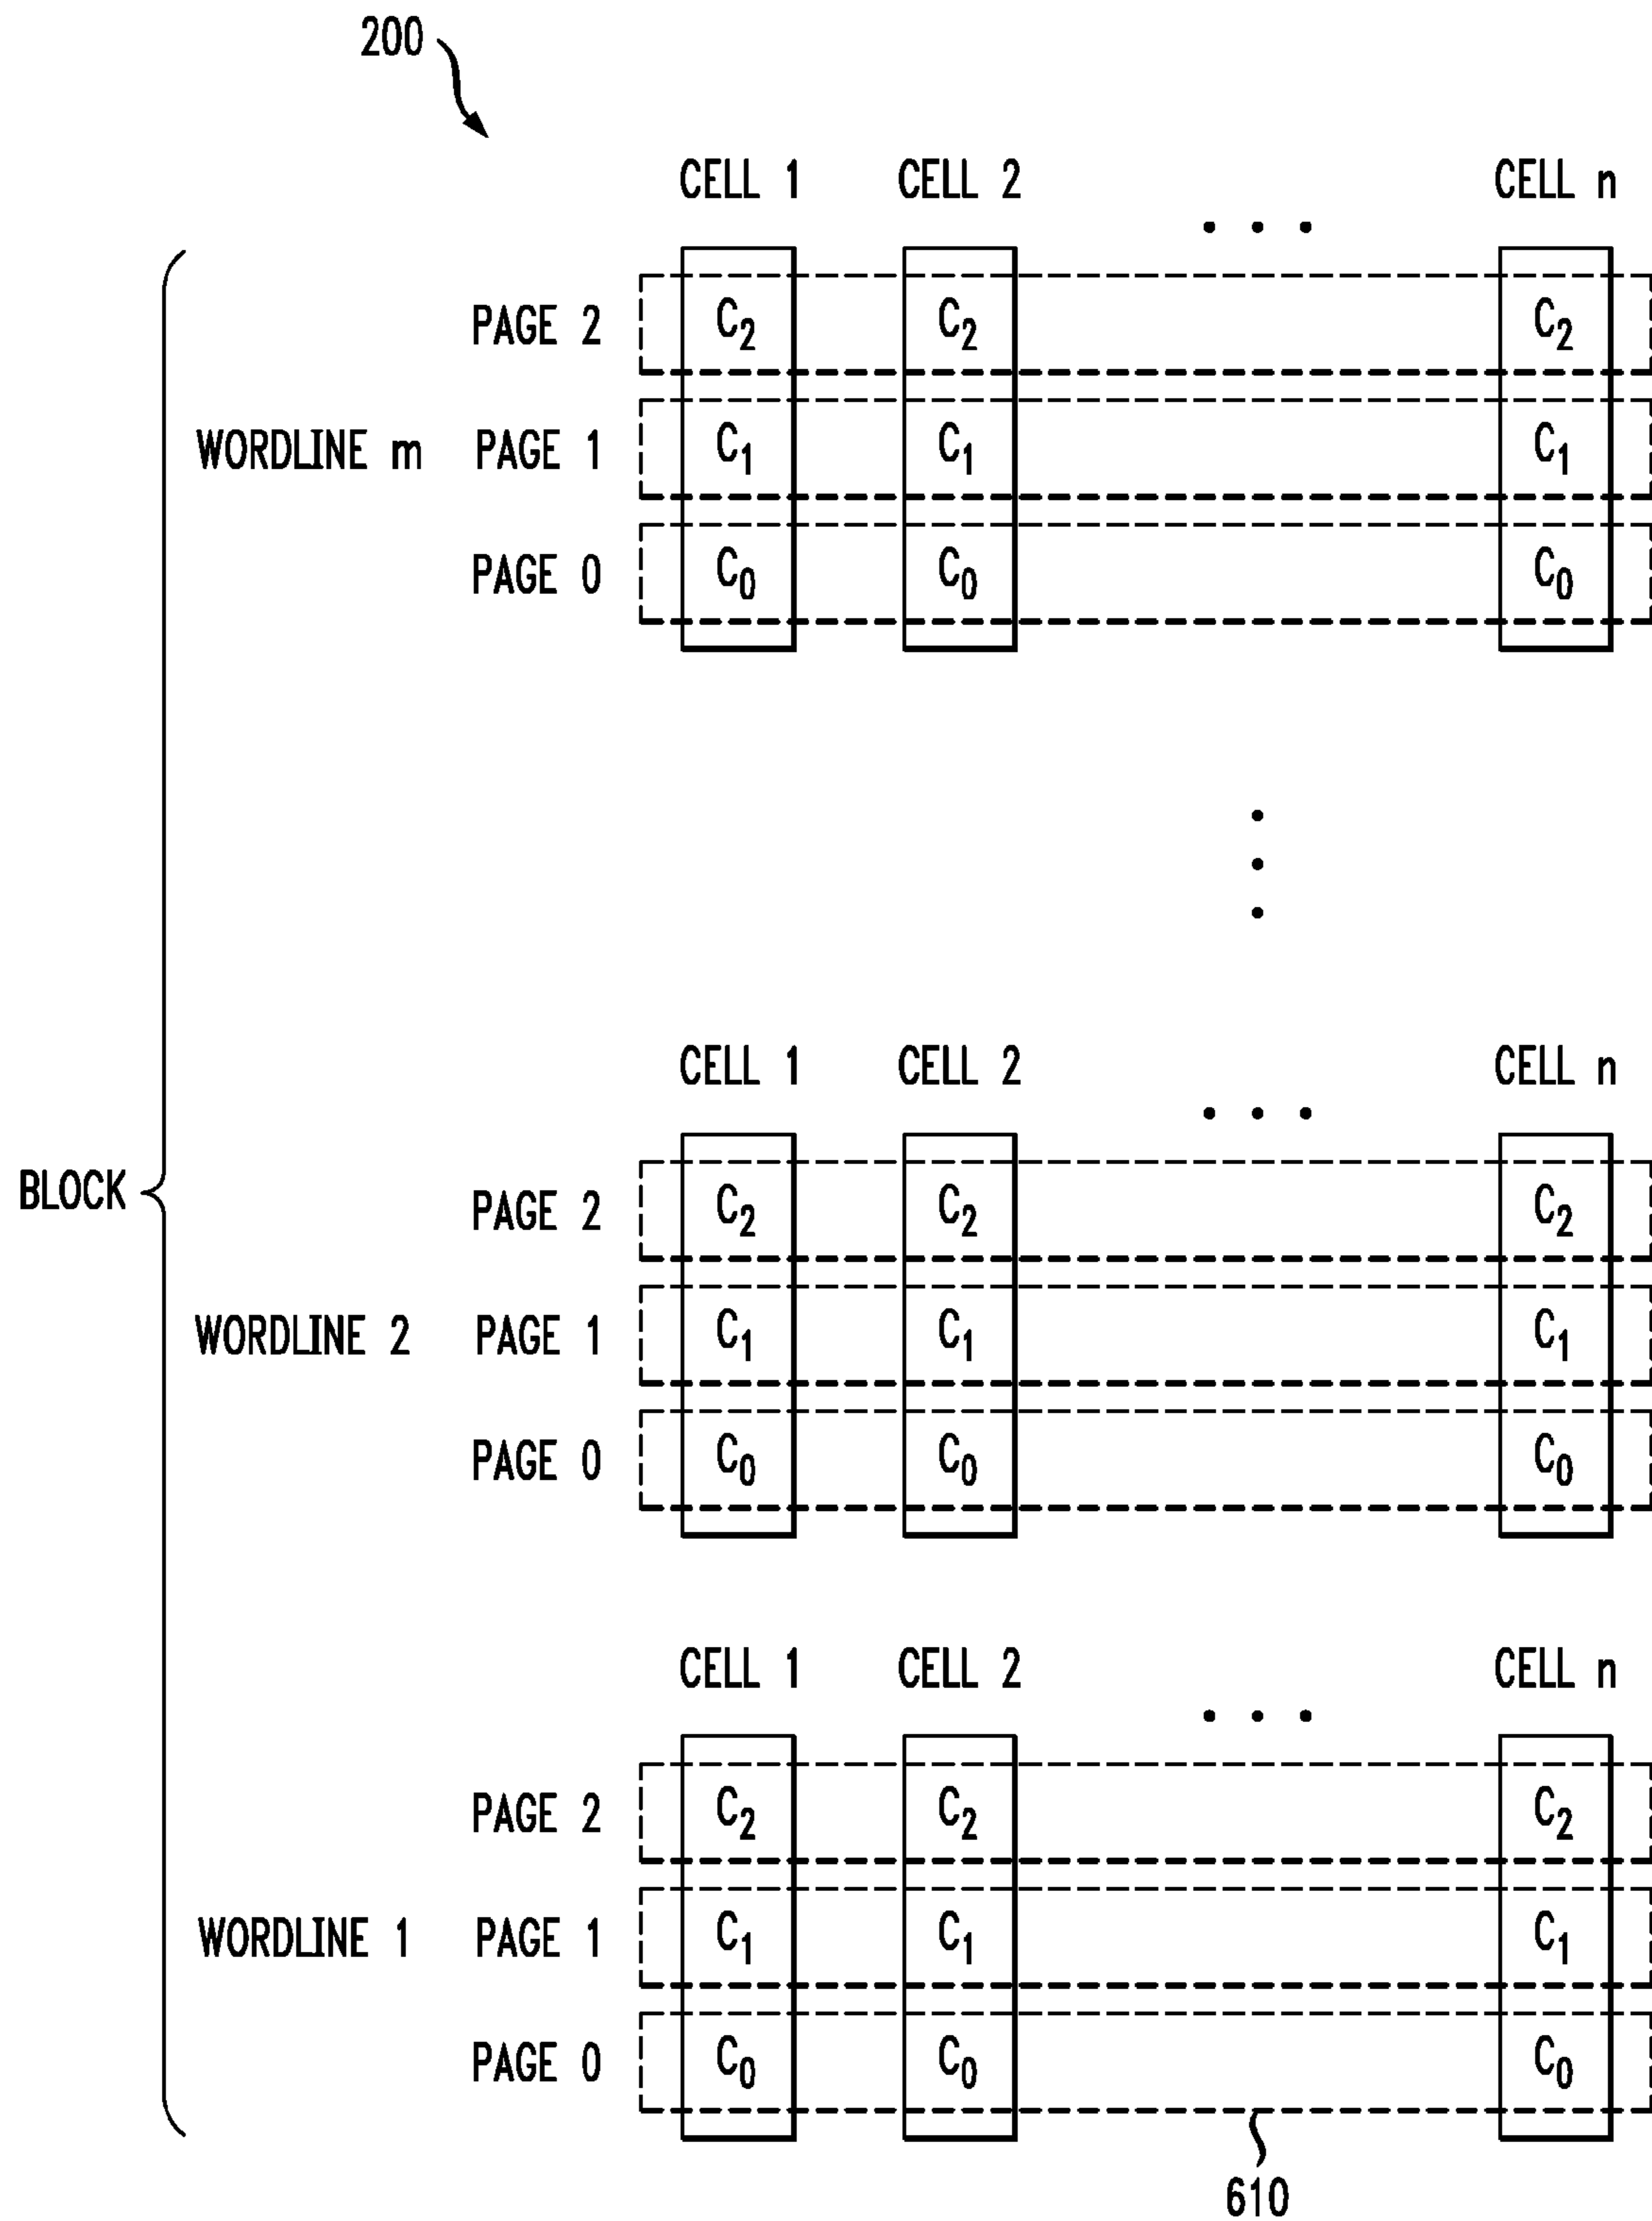 200
CELL 1 CELL 2 . . . CELL n
PAGE 2 C2 C2 C2
WORDLINE m PAGE 1 C1 C1 C1
PAGE 0 C0 C0 C0
CELL 1 CELL 2 . . . CELL n
BLOCK
PAGE 2 C2 C2 C2
WORDLINE 2 PAGE 1 C1 C1 C1
PAGE 0 C0 C0 C0
CELL 1 CELL 2 . . . CELL n
PAGE 2 C2 C2 C2
WORDLINE 1 PAGE 1 C1 C1 C1
PAGE 0 C0 C0 C0
610